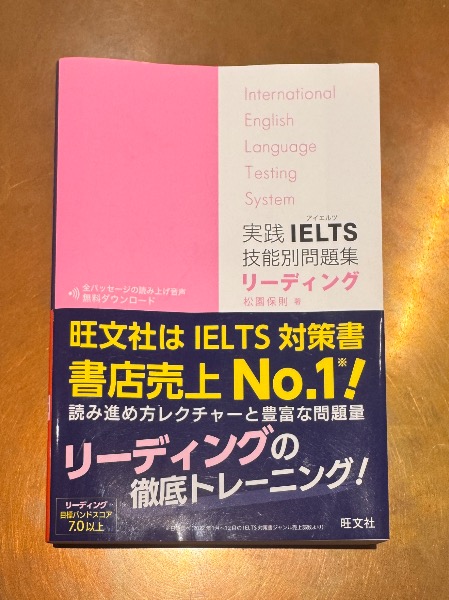 International
English
Language
Testing
System
アイエルツ
実践 IELTS
技能別問題集
リーディング
松園保則 著
全パッセージの読み上げ音声
無料ダウンロード
旺文社は IELTS 対策書
書店売上 No.1!※
読み進め方レクチャーと豊富な問題量
リーディングの
徹底トレーニング!
リーディング
目標バンドスコア
7.0以上
旺文社